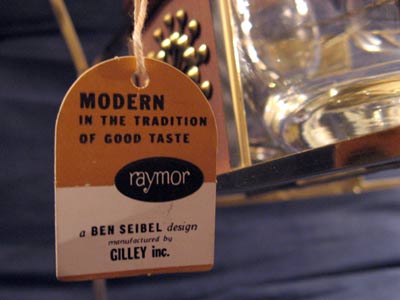 MODERN
IN THE TRADITION
OF GOOD TASTE
raymor
a BEN SEIBEL design
manufactured by
GILLEY inc.